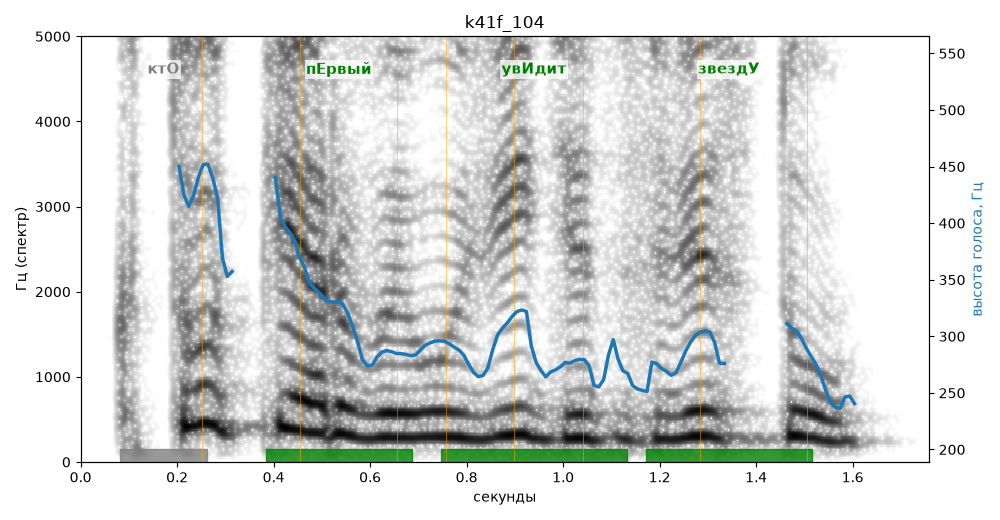 k41f_104
ктО
пЕрвый
увИдит
звездУ
5000
4000
3000
2000
1000
0
Гц (спектр)
550
500
450
400
350
300
250
200
высота голоса, Гц
0.0 0.2 0.4 0.6 0.8 1.0 1.2 1.4 1.6
секунды